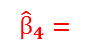 β̂₄ =